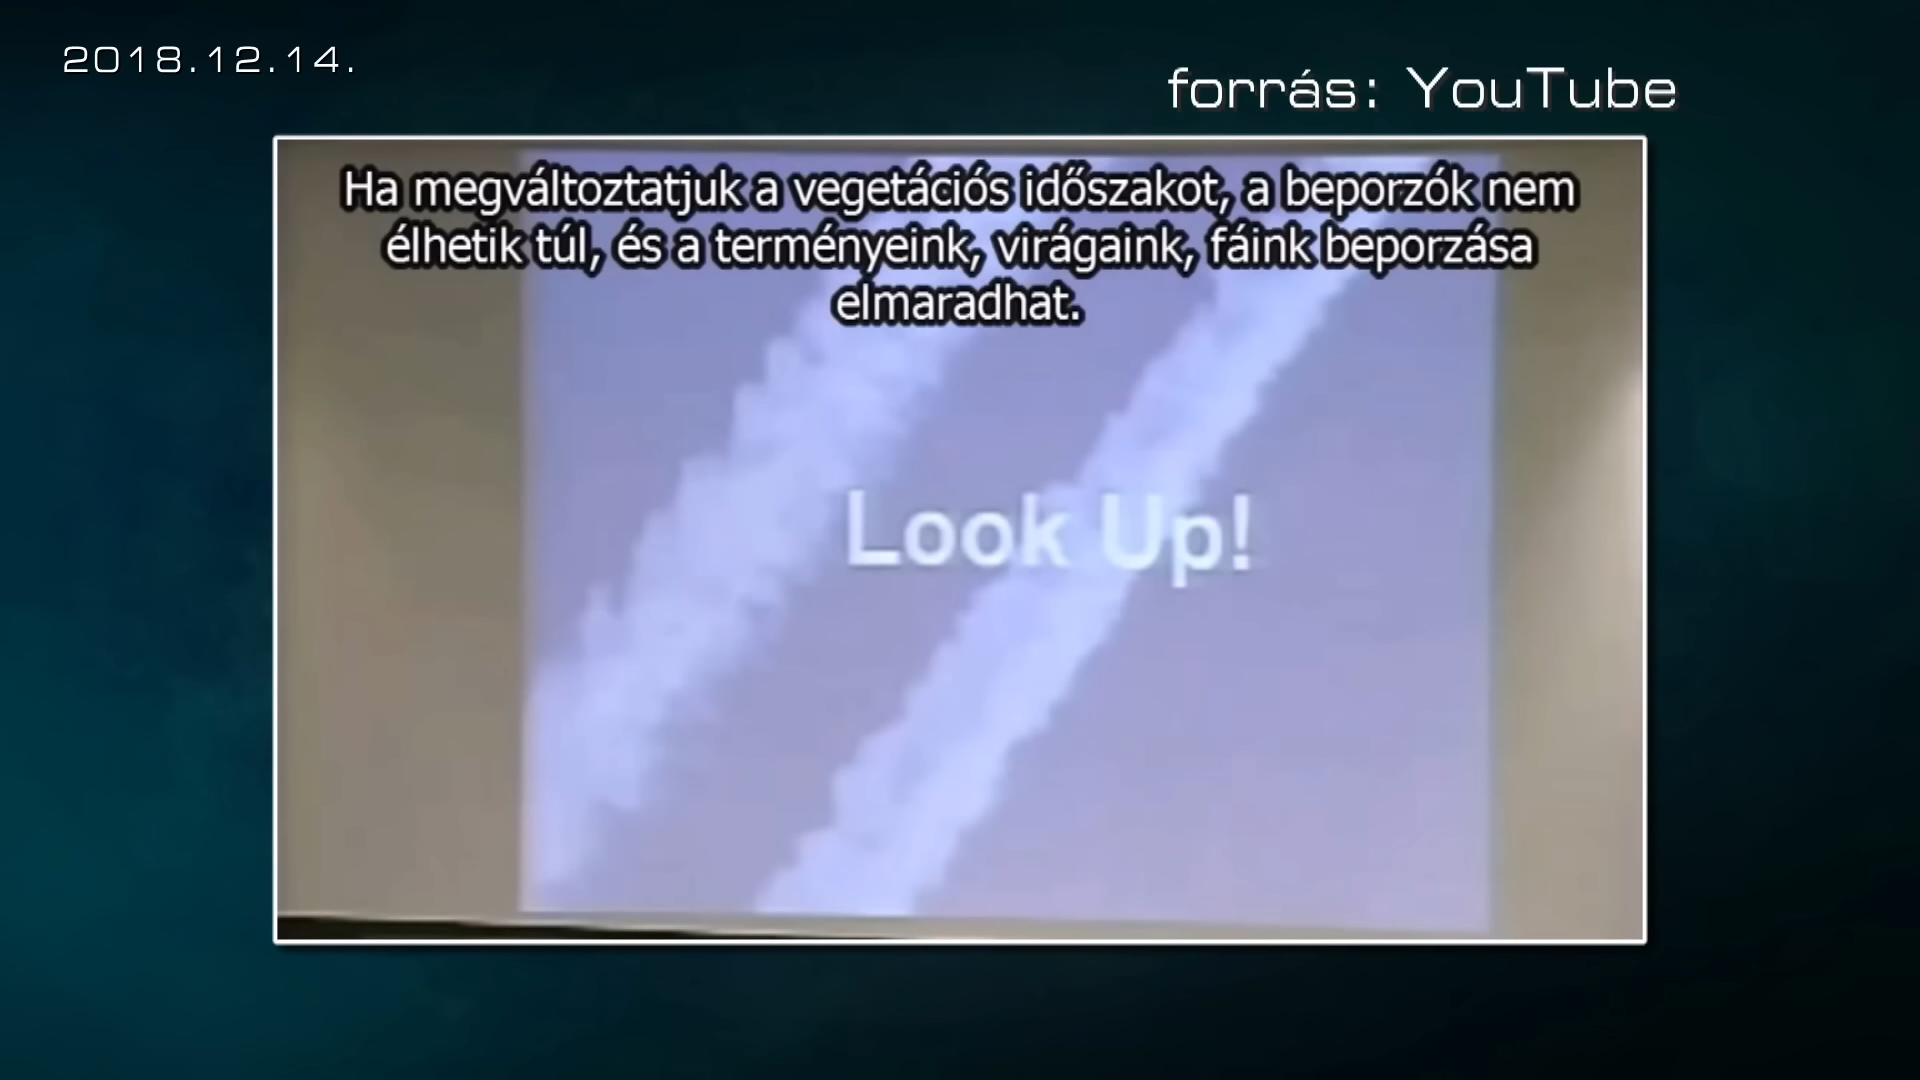 2018.12.14.
forrás: YouTube
Ha megváltoztatjuk a vegetációs időszakot, a beporzók nem
élhetik túl, és a terményeink, virágaink, fáink beporzása
elmaradhat.
Look Up!